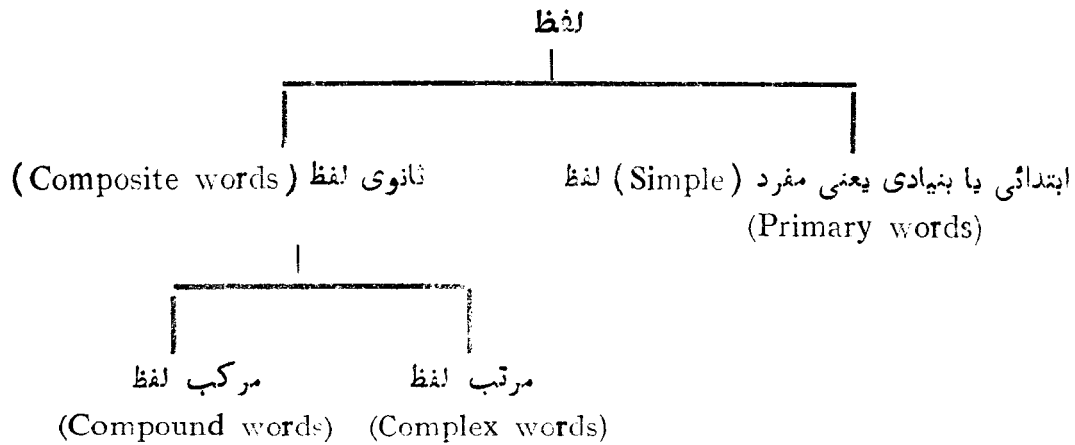 لفظ
ابتدائی یا بنیادی یعنی مفرد (Simple) لفظ
(Primary words)
ثانوی لفظ (Composite words)
مرتب لفظ
(Complex words)
مرکب لفظ
(Compound words)